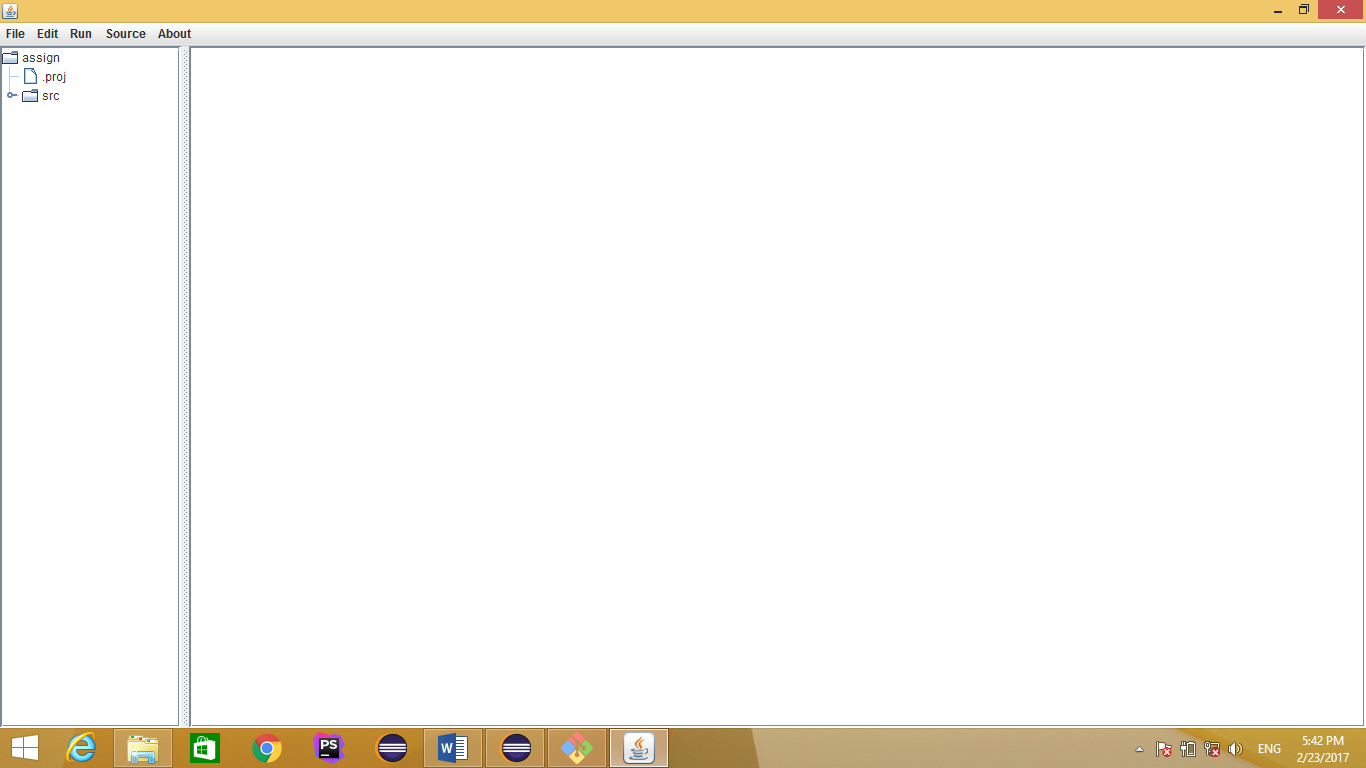 File Edit Run Source About
assign
.proj
src
PS
W
ENG
5:42 PM
2/23/2017